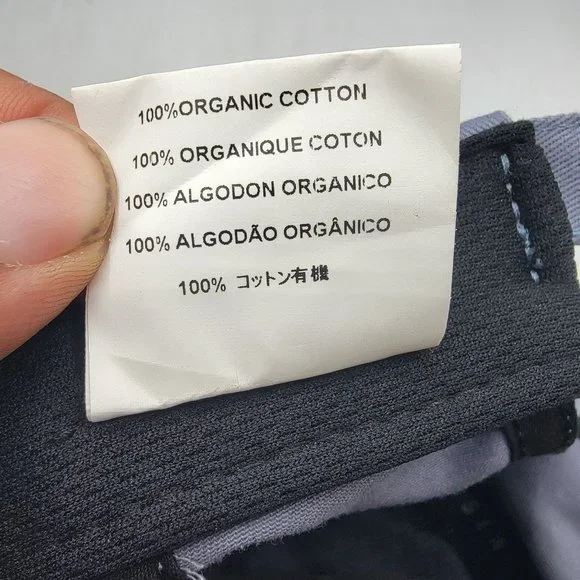 100%ORGANIC COTTON
100% ORGANIQUE COTON
100% ALGODON ORGANICO
100% ALGODÃO ORGÂNICO
100% コットン有機